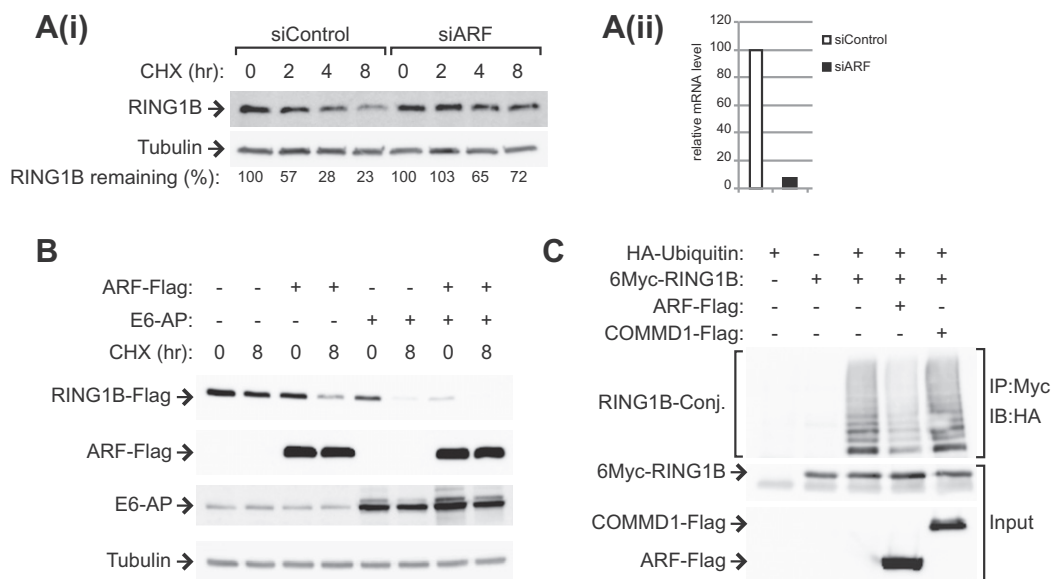 A(i)
siControl siARF
CHX (hr): 0 2 4 8 0 2 4 8
RING1B
Tubulin
RING1B remaining (%): 100 57 28 23 100 103 65 72
A(ii)
relative mRNA level
120
100
80
60
40
20
0
siControl
siARF
B
ARF-Flag: - - + + - - + +
E6-AP: - - - - + + + +
CHX (hr): 0 8 0 8 0 8 0 8
RING1B-Flag
ARF-Flag
E6-AP
Tubulin
C
HA-Ubiquitin: + - + + +
6Myc-RING1B: - + + + +
ARF-Flag: - - - + -
COMMD1-Flag: - - - - +
RING1B-Conj.
IP:Myc
IB:HA
6Myc-RING1B
COMMD1-Flag
ARF-Flag
Input